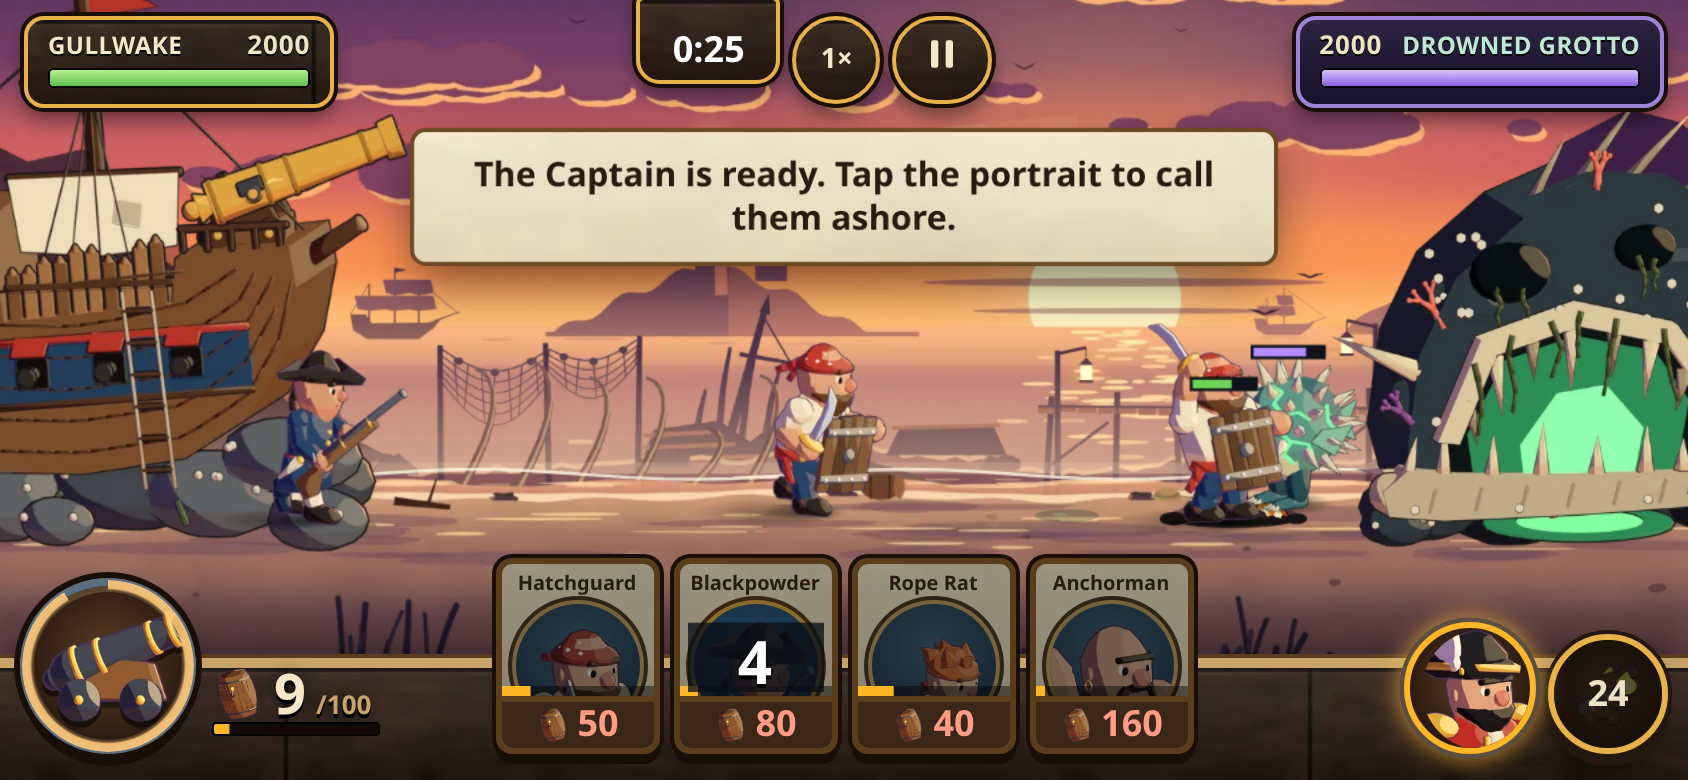 GULLWAKE 2000
0:25
1×
2000 DROWNED GROTTO
The Captain is ready. Tap the portrait to call
them ashore.
Hatchguard
Blackpowder
Rope Rat
Anchorman
4
9 /100
50
80
40
160
24